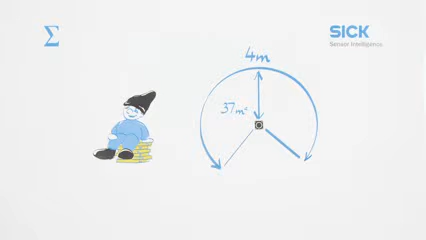 Σ
SICK
Sensor Intelligence.
4m
37m²